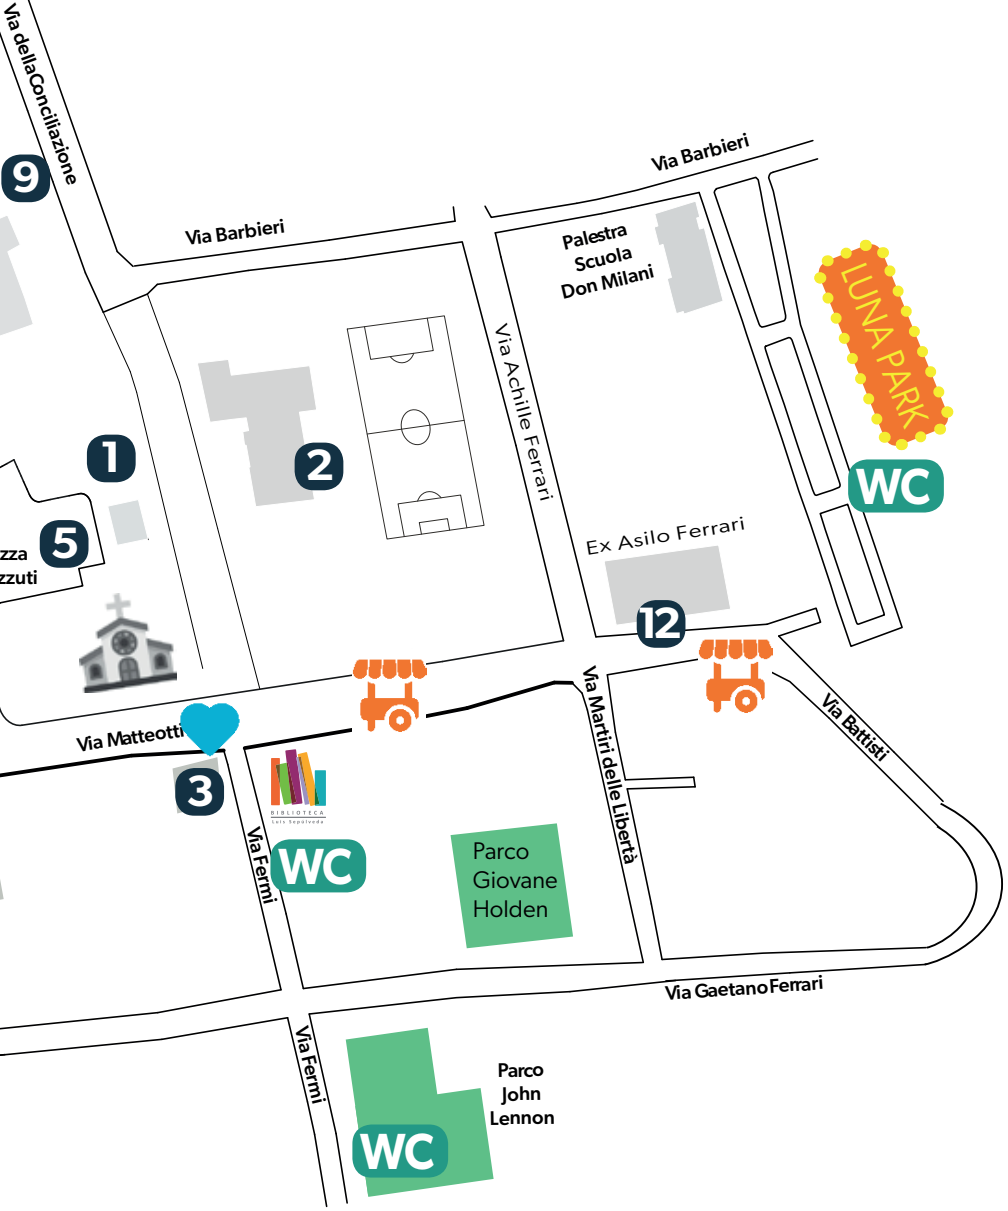 Via dellaConciliazione
9
Via Barbieri
Via Barbieri
Palestra
Scuola
Don Milani
LUNA PARK
Via Achille Ferrari
1
2
WC
5
zza
zzuti
Ex Asilo Ferrari
12
Via Matteotti
3
BIBLIOTECA
Luis Sepúlveda
Via Martiri delle Libertà
Via Battisti
Via Fermi
WC
Parco
Giovane
Holden
Via GaetanoFerrari
Via Fermi
Parco
John
Lennon
WC